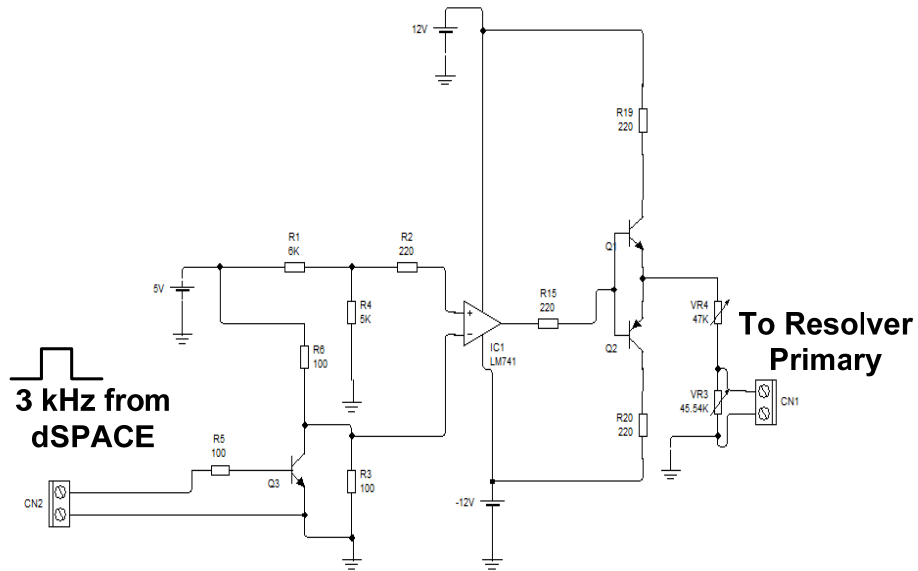 12V
R19
220
R1
6K
R2
220
Q1
5V
R4
5K
R15
220
VR4
47K
To Resolver
Primary
+
−
IC1
LM741
Q2
R6
100
3 kHz from
dSPACE
VR3
45.54K
CN1
R20
220
R5
100
Q3
R3
100
CN2
-12V